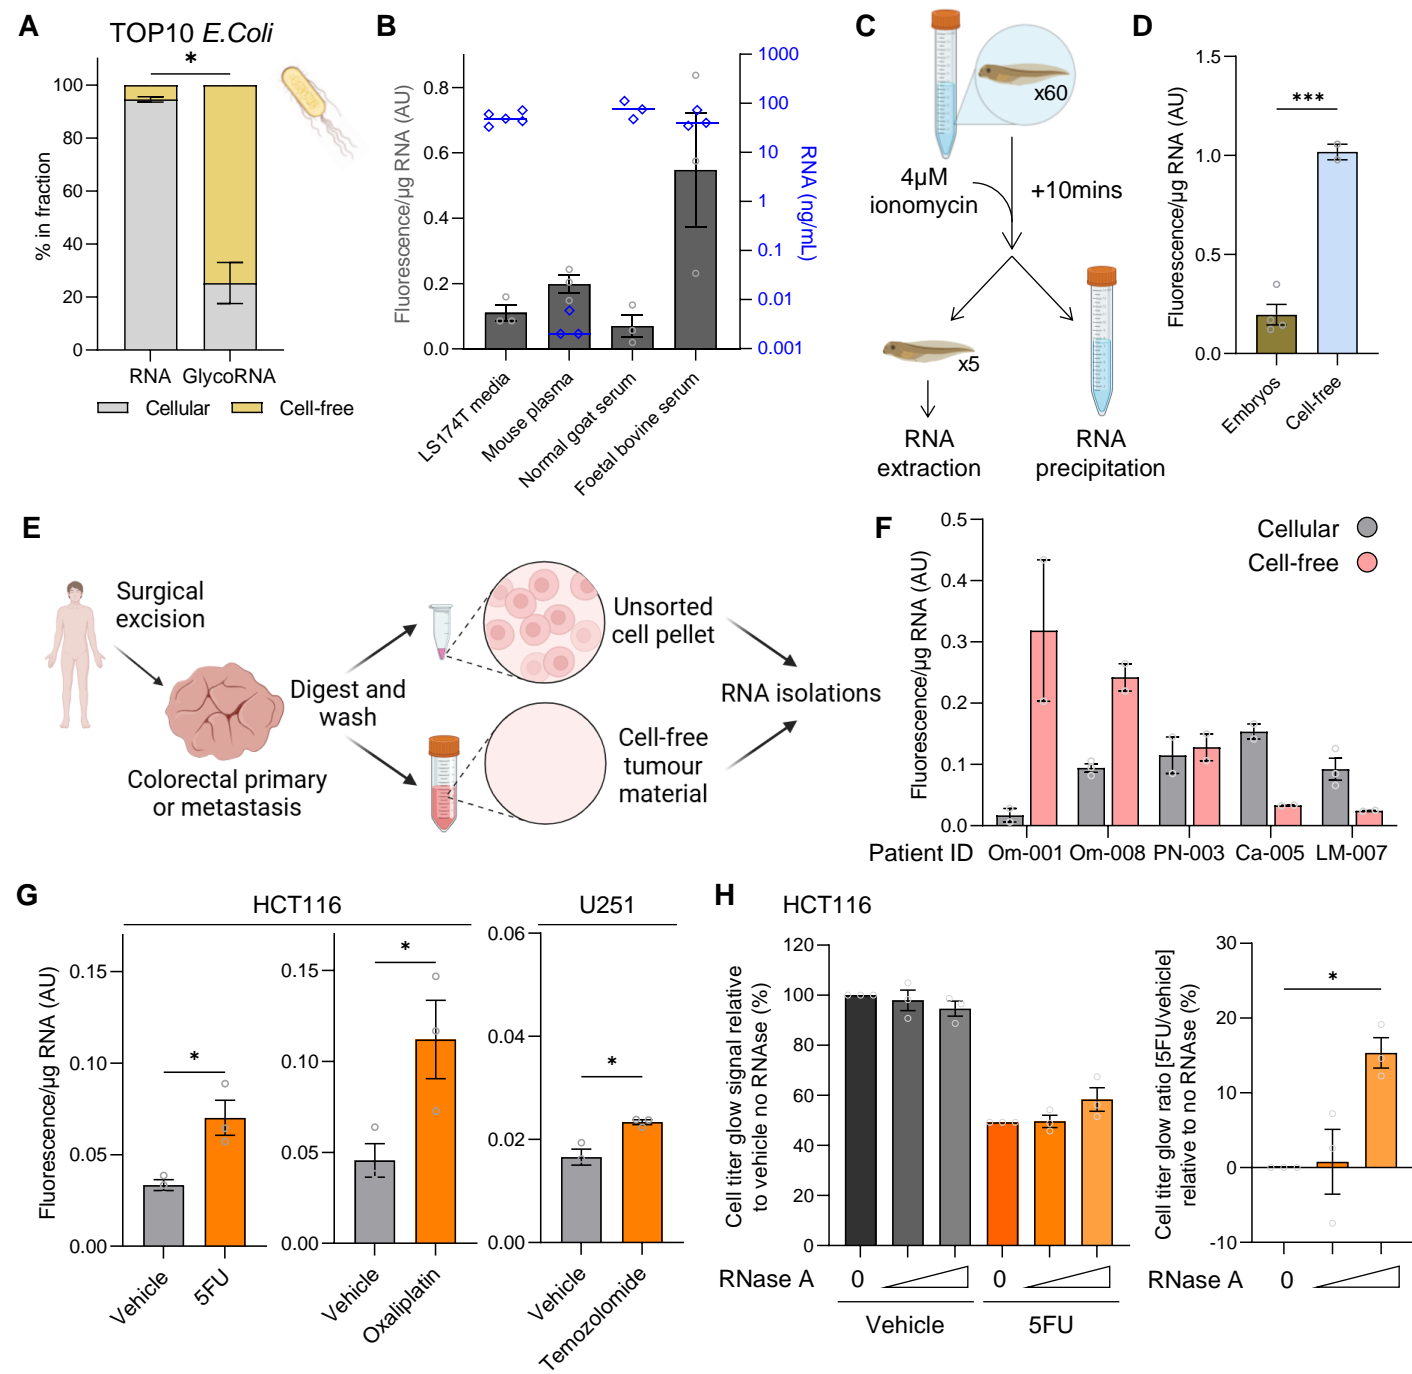 A
TOP10 E.Coli
*
% in fraction
100
80
60
40
20
0
RNA GlycoRNA
Cellular
Cell-free
B
Fluorescence/µg RNA (AU)
0.8
0.6
0.4
0.2
0.0
1000
100
10
1
0.1
0.01
0.001
RNA (ng/mL)
LS174T media
Mouse plasma
Normal goat serum
Foetal bovine serum
C
x60
4µM
ionomycin
+10mins
x5
RNA
extraction
RNA
precipitation
D
Fluorescence/µg RNA (AU)
1.5
1.0
0.5
0.0
***
Embryos
Cell-free
E
Surgical
excision
Colorectal primary
or metastasis
Digest and
wash
Unsorted
cell pellet
Cell-free
tumour
material
RNA isolations
F
Fluorescence/µg RNA (AU)
0.5
0.4
0.3
0.2
0.1
0.0
Cellular
Cell-free
Patient ID Om-001 Om-008 PN-003 Ca-005 LM-007
G
HCT116
U251
Fluorescence/µg RNA (AU)
0.15
0.10
0.05
0.00
*
Vehicle
5FU
0.15
0.10
0.05
0.00
*
Vehicle
Oxaliplatin
0.06
0.04
0.02
0.00
*
Vehicle
Temozolomide
H
HCT116
Cell titer glow signal relative
to vehicle no RNAse (%)
120
100
80
60
40
20
0
RNase A 0 0
Vehicle 5FU
Cell titer glow ratio [5FU/vehicle]
relative to no RNAse (%)
30
20
10
0
-10
*
RNase A 0